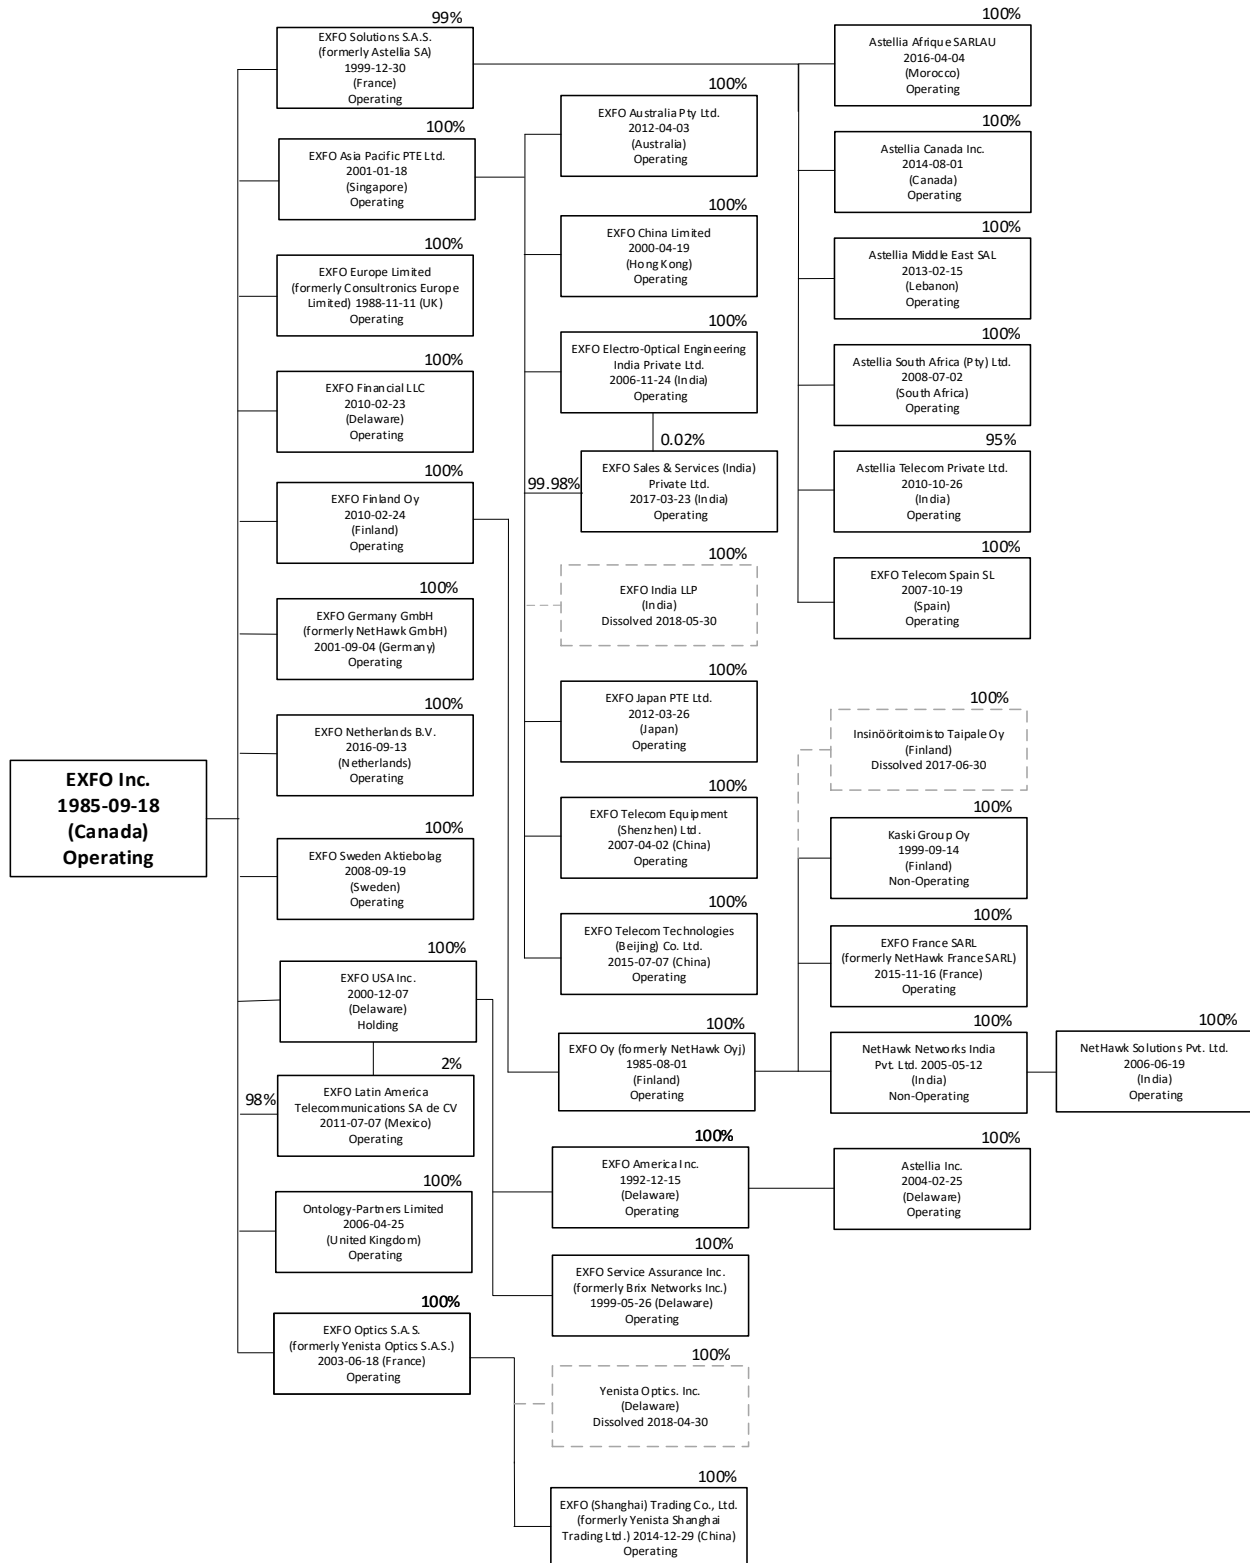 EXFO Inc.
1985-09-18
(Canada)
Operating
99%
EXFO Solutions S.A.S.
(formerly Astellia SA)
1999-12-30
(France)
Operating
100%
EXFO Asia Pacific PTE Ltd.
2001-01-18
(Singapore)
Operating
100%
EXFO Europe Limited
(formerly Consultronics Europe
Limited) 1988-11-11 (UK)
Operating
100%
EXFO Financial LLC
2010-02-23
(Delaware)
Operating
100%
EXFO Finland Oy
2010-02-24
(Finland)
Operating
100%
EXFO Germany GmbH
(formerly NetHawk GmbH)
2001-09-04 (Germany)
Operating
100%
EXFO Netherlands B.V.
2016-09-13
(Netherlands)
Operating
100%
EXFO Sweden Aktiebolag
2008-09-19
(Sweden)
Operating
100%
EXFO USA Inc.
2000-12-07
(Delaware)
Holding
2%
98%
EXFO Latin America
Telecommunications SA de CV
2011-07-07 (Mexico)
Operating
100%
Ontology-Partners Limited
2006-04-25
(United Kingdom)
Operating
100%
EXFO Optics S.A.S.
(formerly Yenista Optics S.A.S.)
2003-06-18 (France)
Operating
100%
EXFO Australia Pty Ltd.
2012-04-03
(Australia)
Operating
100%
EXFO China Limited
2000-04-19
(Hong Kong)
Operating
100%
EXFO Electro-Optical Engineering
India Private Ltd.
2006-11-24 (India)
Operating
0.02%
99.98%
EXFO Sales & Services (India)
Private Ltd.
2017-03-23 (India)
Operating
100%
EXFO India LLP
(India)
Dissolved 2018-05-30
100%
EXFO Japan PTE Ltd.
2012-03-26
(Japan)
Operating
100%
EXFO Telecom Equipment
(Shenzhen) Ltd.
2007-04-02 (China)
Operating
100%
EXFO Telecom Technologies
(Beijing) Co. Ltd.
2015-07-07 (China)
Operating
100%
EXFO Oy (formerly NetHawk Oyj)
1985-08-01
(Finland)
Operating
100%
EXFO America Inc.
1992-12-15
(Delaware)
Operating
100%
EXFO Service Assurance Inc.
(formerly Brix Networks Inc.)
1999-05-26 (Delaware)
Operating
100%
Yenista Optics. Inc.
(Delaware)
Dissolved 2018-04-30
100%
EXFO (Shanghai) Trading Co., Ltd.
(formerly Yenista Shanghai
Trading Ltd.) 2014-12-29 (China)
Operating
100%
Astellia Afrique SARLAU
2016-04-04
(Morocco)
Operating
100%
Astellia Canada Inc.
2014-08-01
(Canada)
Operating
100%
Astellia Middle East SAL
2013-02-15
(Lebanon)
Operating
100%
Astellia South Africa (Pty) Ltd.
2008-07-02
(South Africa)
Operating
95%
Astellia Telecom Private Ltd.
2010-10-26
(India)
Operating
100%
EXFO Telecom Spain SL
2007-10-19
(Spain)
Operating
100%
Insinööritoimisto Taipale Oy
(Finland)
Dissolved 2017-06-30
100%
Kaski Group Oy
1999-09-14
(Finland)
Non-Operating
100%
EXFO France SARL
(formerly NetHawk France SARL)
2015-11-16 (France)
Operating
100%
NetHawk Networks India
Pvt. Ltd. 2005-05-12
(India)
Non-Operating
100%
NetHawk Solutions Pvt. Ltd.
2006-06-19
(India)
Operating
100%
Astellia Inc.
2004-02-25
(Delaware)
Operating